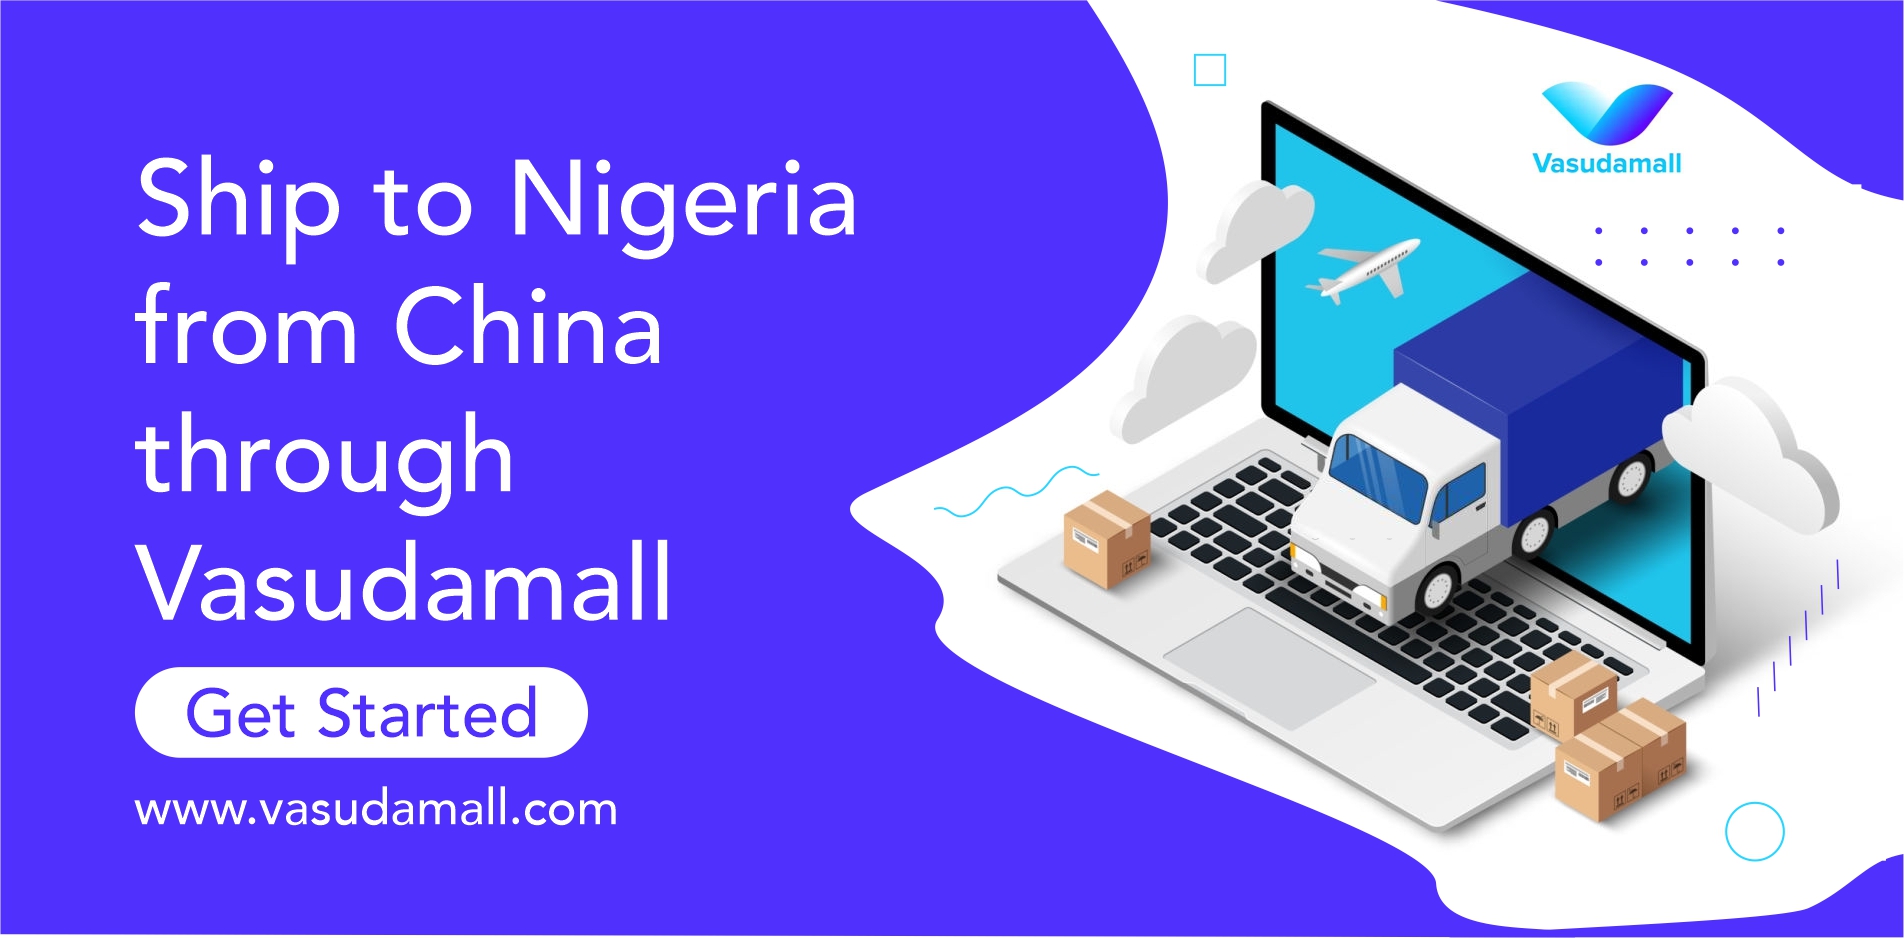 Ship to Nigeria
from China
through
Vasudamall
Get Started
www.vasudamall.com
Vasudamall